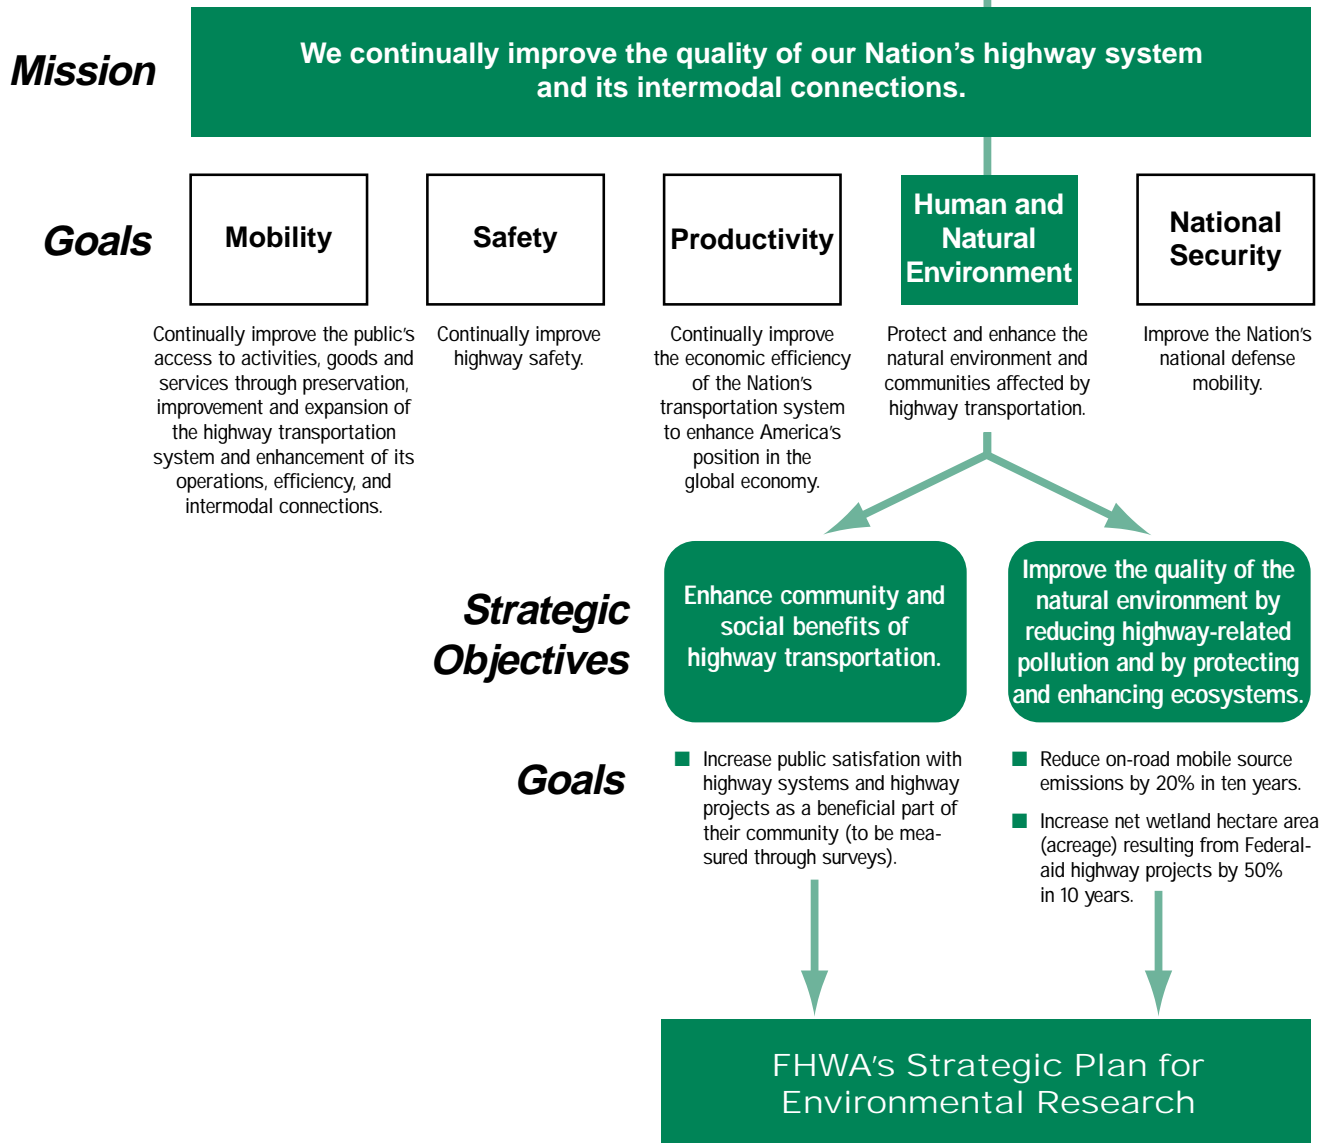 Mission
We continually improve the quality of our Nation’s highway system
and its intermodal connections.
Goals
Mobility
Continually improve the public’s
access to activities, goods and
services through preservation,
improvement and expansion of
the highway transportation
system and enhancement of its
operations, efficiency, and
intermodal connections.
Safety
Continually improve
highway safety.
Productivity
Continually improve
the economic efficiency
of the Nation’s
transportation system
to enhance America’s
position in the
global economy.
Human and
Natural
Environment
Protect and enhance the
natural environment and
communities affected by
highway transportation.
National
Security
Improve the Nation’s
national defense
mobility.
Strategic
Objectives
Enhance community and
social benefits of
highway transportation.
Improve the quality of the
natural environment by
reducing highway-related
pollution and by protecting
and enhancing ecosystems.
Goals
Increase public satisfation with
highway systems and highway
projects as a beneficial part of
their community (to be mea-
sured through surveys).
Reduce on-road mobile source
emissions by 20% in ten years.
Increase net wetland hectare area
(acreage) resulting from Federal-
aid highway projects by 50%
in 10 years.
FHWA’s Strategic Plan for
Environmental Research